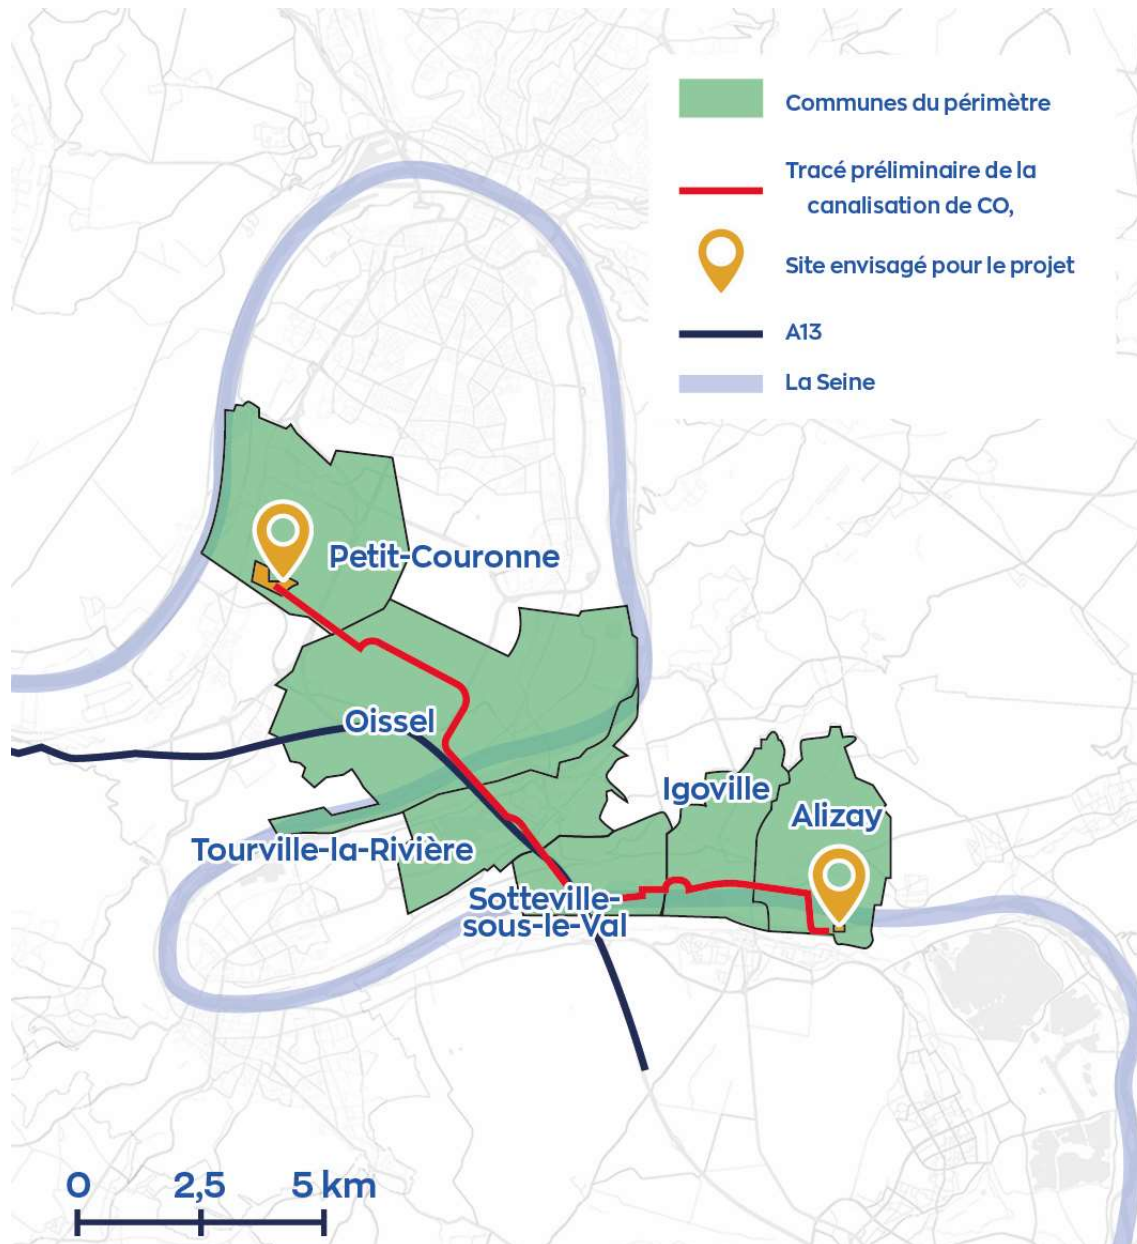 Communes du périmètre
Tracé préliminaire de la
canalisation de CO,
Site envisagé pour le projet
A13
La Seine
Petit-Couronne
Oissel
Igoville
Alizay
Tourville-la-Rivière
Sotteville-
sous-le-Val
0 2,5 5 km